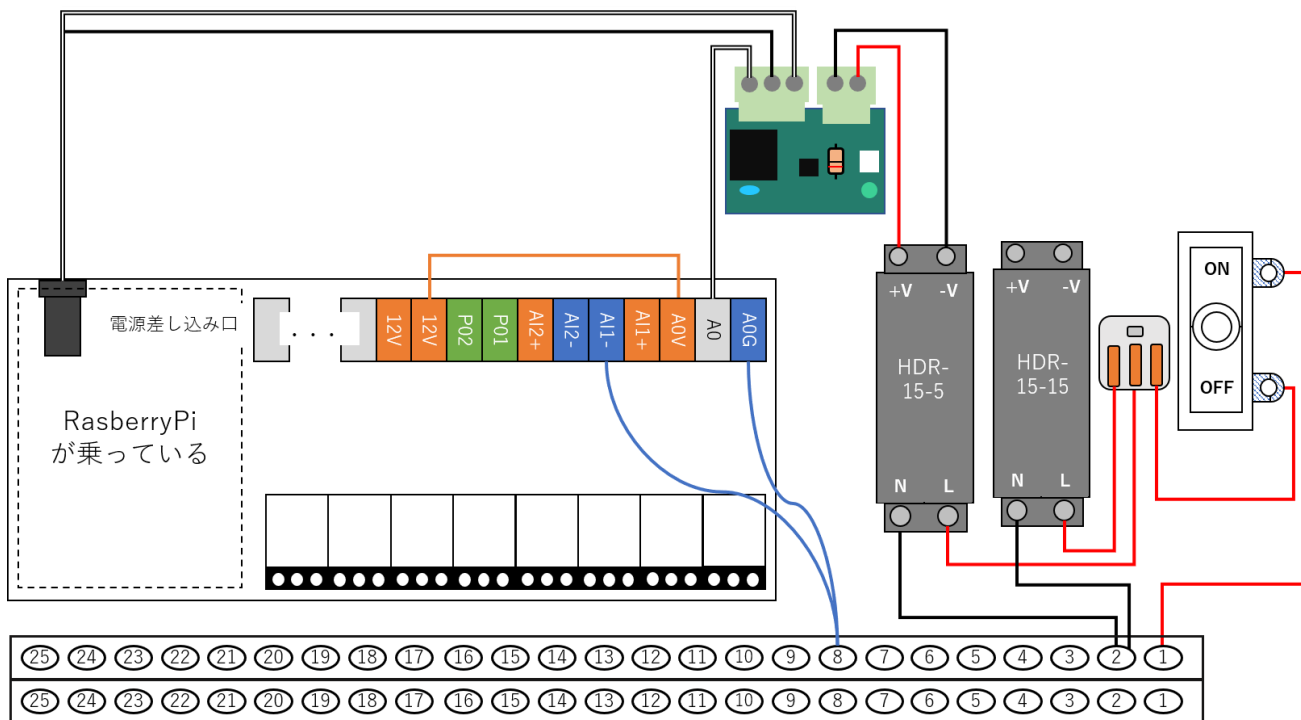 ON
+V -V
+V -V
電源差し込み口
・・・
12V 12V P02 P01 AI2+ AI2- AI1- AI1+ A0V A0 A0G
HDR-
15-5
HDR-
15-15
OFF
RasberryPi
が乗っている
N L
N L
25 24 23 22 21 20 19 18 17 16 15 14 13 12 11 10 9 8 7 6 5 4 3 2 1
25 24 23 22 21 20 19 18 17 16 15 14 13 12 11 10 9 8 7 6 5 4 3 2 1